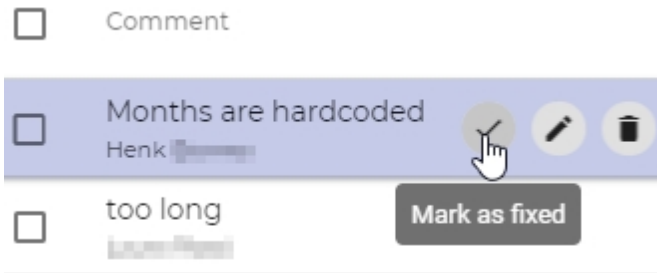 Comment
Months are hardcoded
Henk
too long
Mark as fixed